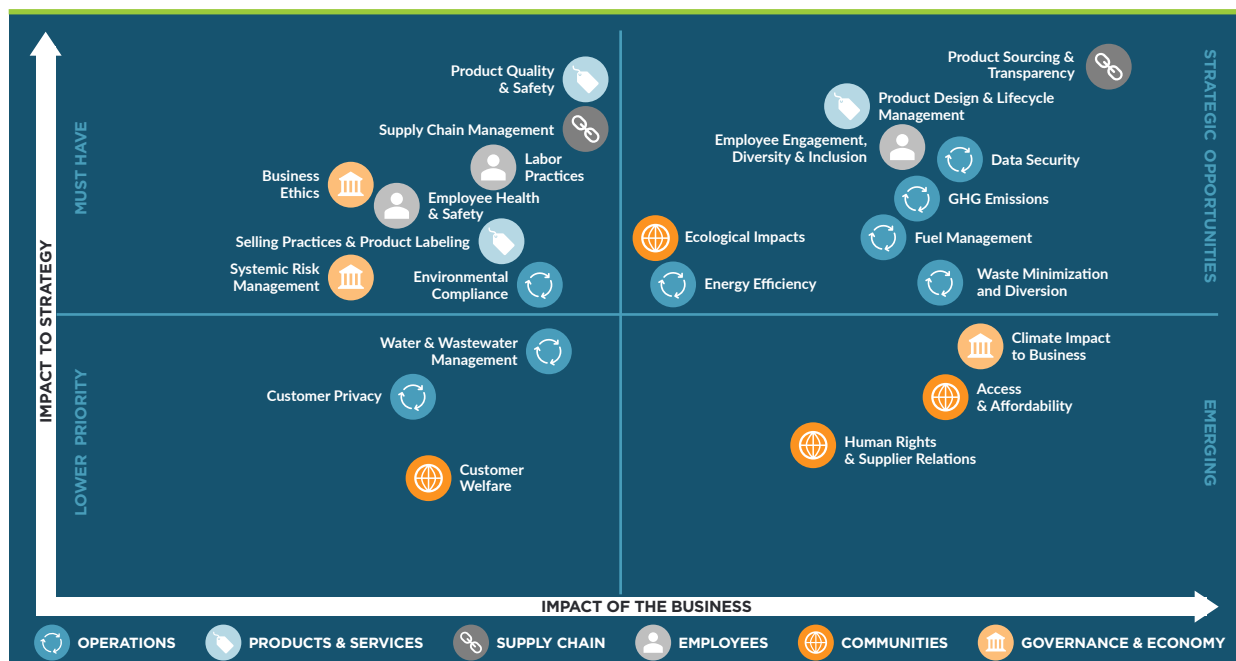 IMPACT TO STRATEGY
MUST HAVE
Product Quality
& Safety
Supply Chain Management
Labor
Practices
Business
Ethics
Employee Health
& Safety
Selling Practices & Product Labeling
Systemic Risk
Management
Environmental
Compliance
STRATEGIC OPPORTUNITIES
Product Sourcing &
Transparency
Product Design & Lifecycle
Management
Employee Engagement,
Diversity & Inclusion
Data Security
GHG Emissions
Ecological Impacts
Fuel Management
Energy Efficiency
Waste Minimization
and Diversion
LOWER PRIORITY
Water & Wastewater
Management
Customer Privacy
Customer
Welfare
EMERGING
Climate Impact
to Business
Access
& Affordability
Human Rights
& Supplier Relations
IMPACT OF THE BUSINESS
OPERATIONS
PRODUCTS & SERVICES
SUPPLY CHAIN
EMPLOYEES
COMMUNITIES
GOVERNANCE & ECONOMY